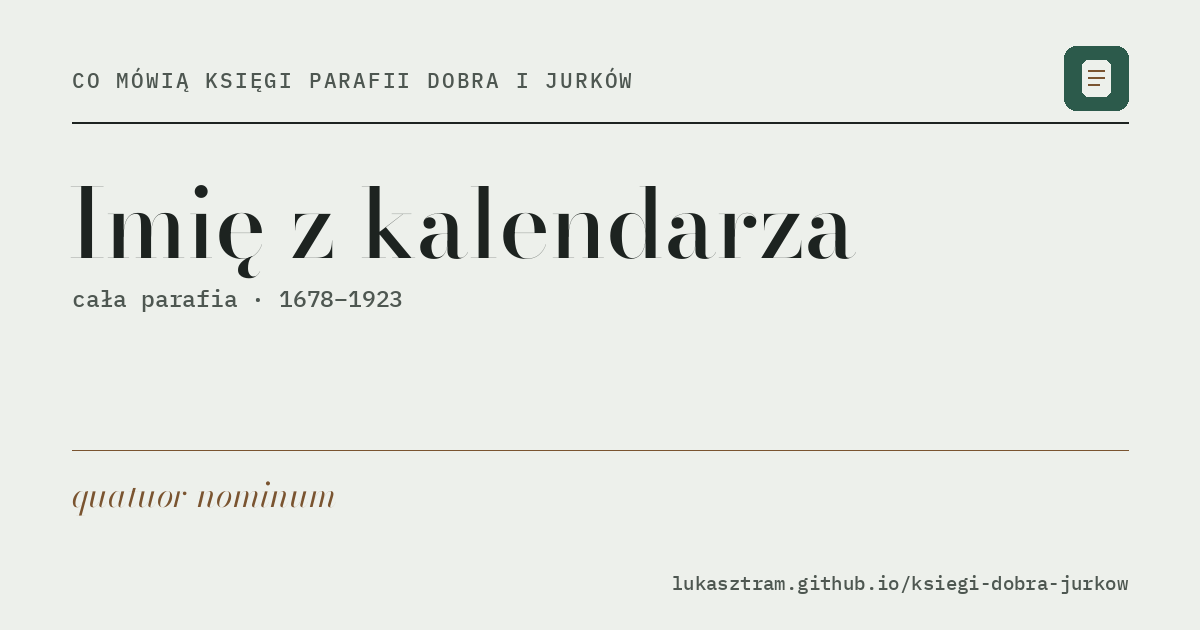 CO MÓWIĄ KSIĘGI PARAFII DOBRA I JURKÓW
Imię z kalendarza
cała parafia · 1678–1923
quatuor nominum
lukasztram.github.io/ksiegi-dobra-jurkow